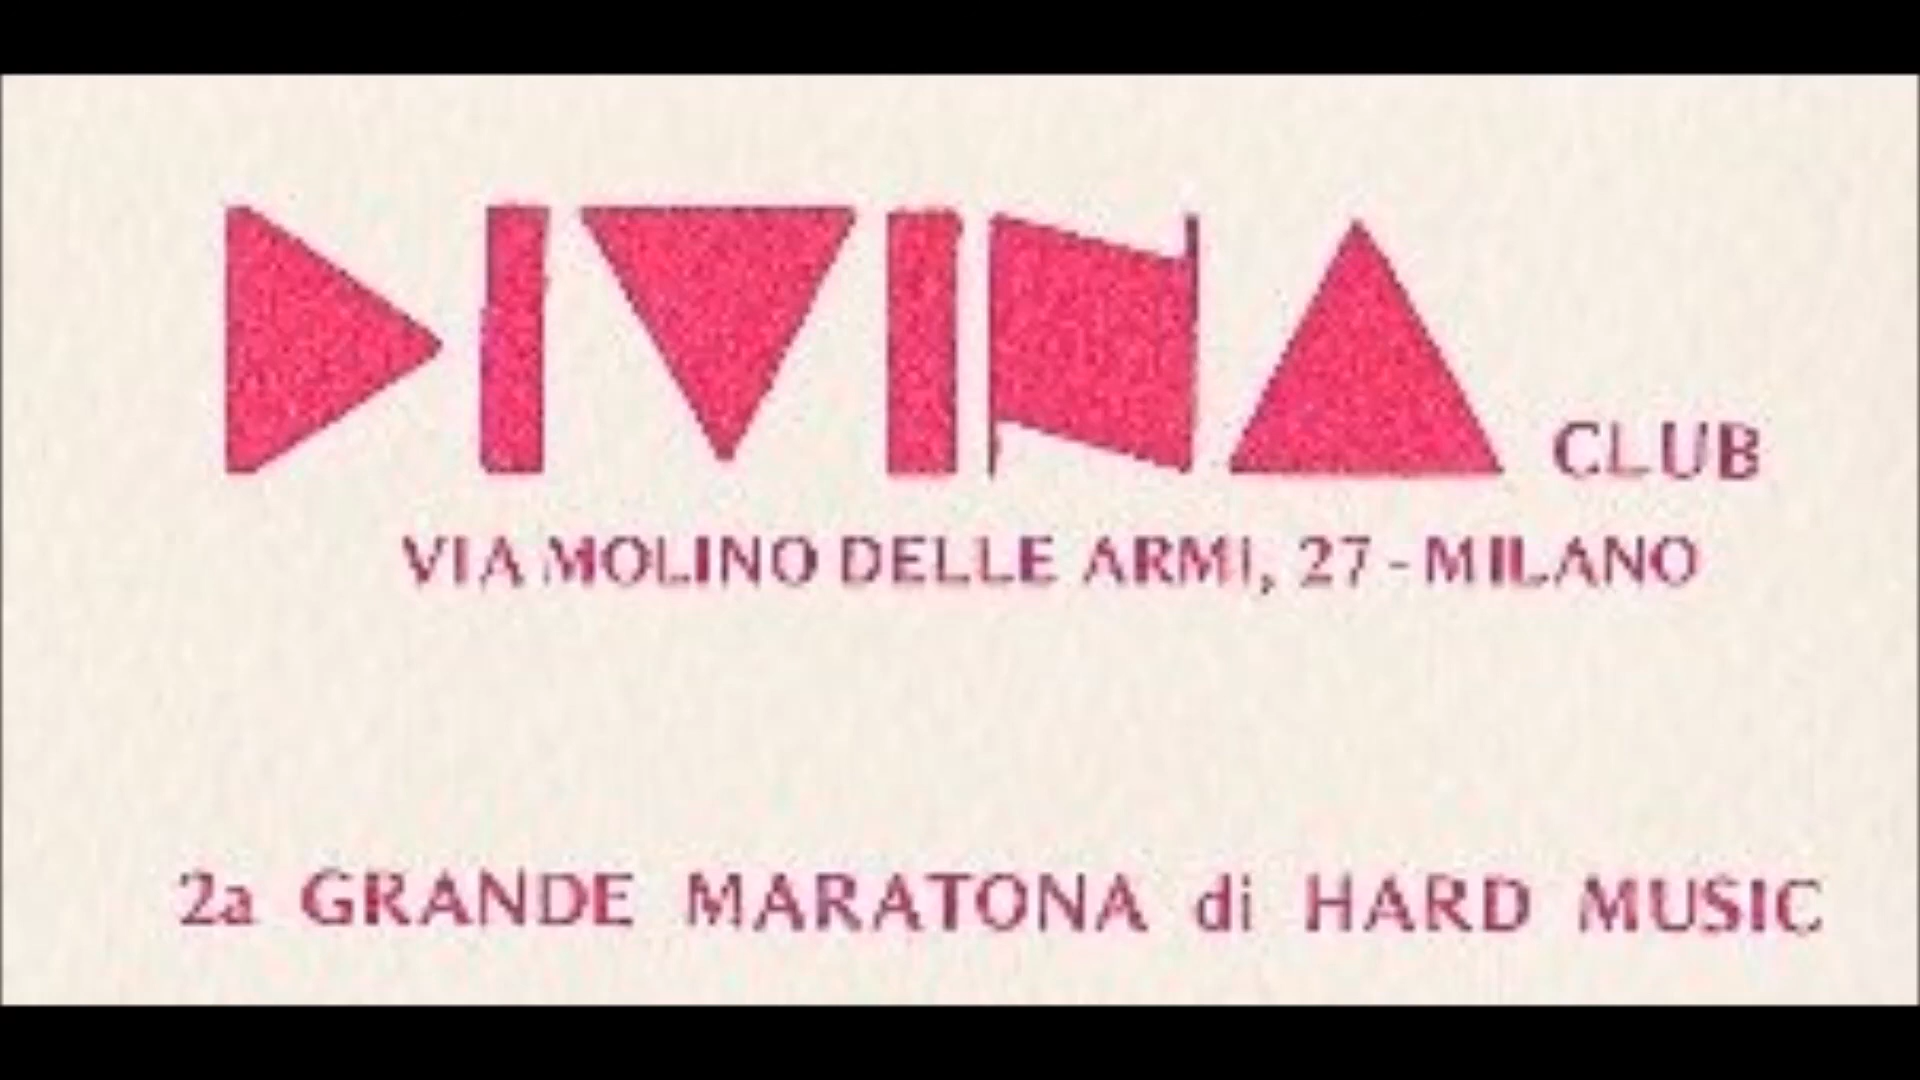 DIVINA CLUB
VIA MOLINO DELLE ARMI, 27 - MILANO
2a GRANDE MARATONA di HARD MUSIC